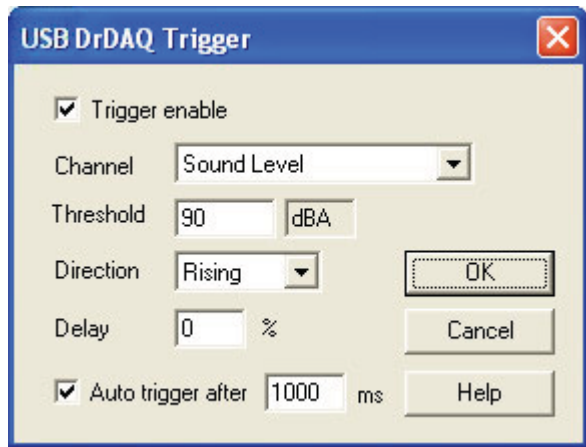 USB DrDAQ Trigger
Trigger enable
Channel Sound Level
Threshold 90 dBA
Direction Rising
OK
Delay 0 %
Cancel
Auto trigger after 1000 ms
Help